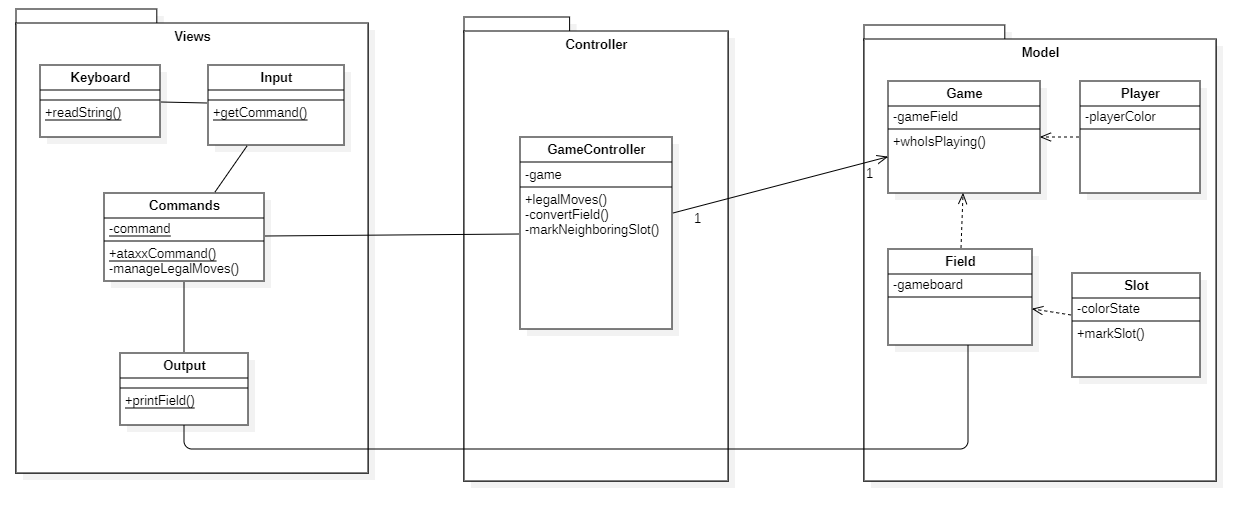 Views
Keyboard
+readString()
Input
+getCommand()
Commands
-command
+ataxxCommand()
-manageLegalMoves()
Output
+printField()
Controller
GameController
-game
+legalMoves()
-convertField()
-markNeighboringSlot()
1
1
Model
Game
-gameField
+whoIsPlaying()
Player
-playerColor
Field
-gameboard
Slot
-colorState
+markSlot()